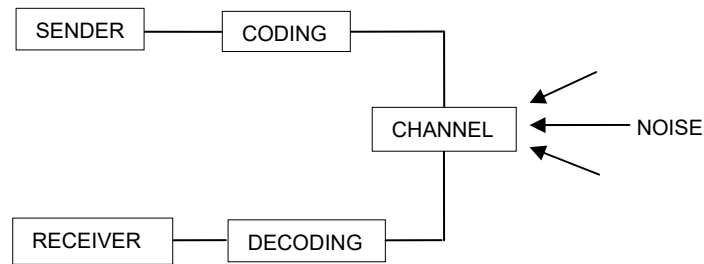 SENDER
CODING
CHANNEL
NOISE
RECEIVER
DECODING